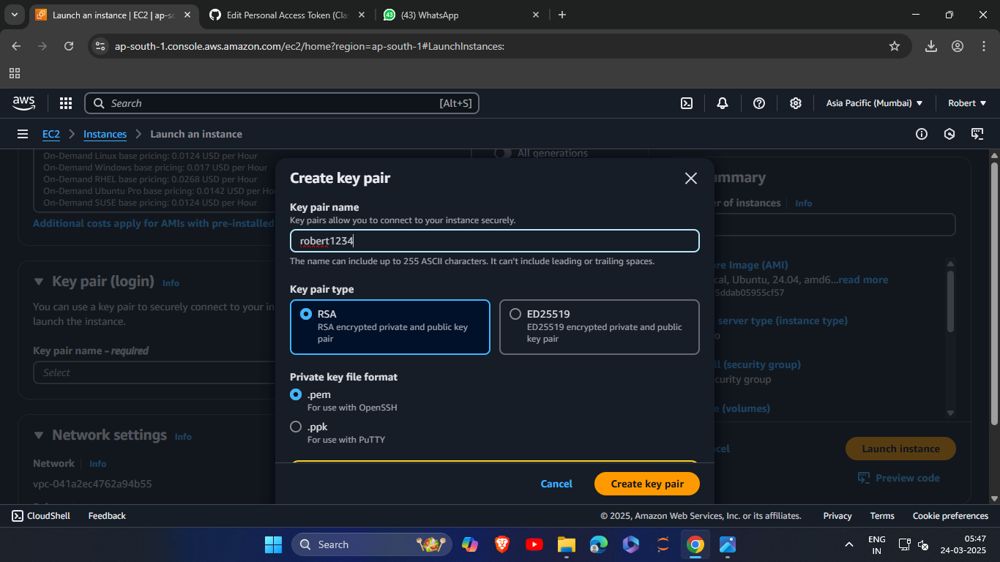 Launch an instance | EC2 | ap-so
Edit Personal Access Token (Clas
(43) WhatsApp
ap-south-1.console.aws.amazon.com/ec2/home?region=ap-south-1#LaunchInstances:
aws
Search
[Alt+S]
Asia Pacific (Mumbai)
Robert
EC2
Instances
Launch an instance
On-Demand Linux base pricing: 0.0124 USD per Hour
On-Demand Windows base pricing: 0.017 USD per Hour
On-Demand RHEL base pricing: 0.0268 USD per Hour
On-Demand Ubuntu Pro base pricing: 0.0142 USD per Ho
On-Demand SUSE base pricing: 0.0124 USD per Hour
Additional costs apply for AMIs with pre-installed
All generations
Key pair (login) Info
You can use a key pair to securely connect to your in
launch the instance.
Key pair name - required
Select
Network settings Info
Network Info
vpc-041a2ec4762a94b55
Create key pair
Key pair name
Key pairs allow you to connect to your instance securely.
robert1234
The name can include up to 255 ASCII characters. It can't include leading or trailing spaces.
Key pair type
RSA
RSA encrypted private and public key
pair
ED25519
ED25519 encrypted private and public
key pair
Private key file format
.pem
For use with OpenSSH
.ppk
For use with PuTTY
Cancel
Create key pair
ummary
r of instances Info
re Image (AMI)
cal, Ubuntu, 24.04, amd6...read more
5ddab05955cf57
server type (instance type)
o
ll (security group)
curity group
e (volumes)
cel
Launch instance
Preview code
CloudShell
Feedback
© 2025, Amazon Web Services, Inc. or its affiliates.
Privacy
Terms
Cookie preferences
Search
ENG
IN
05:47
24-03-2025